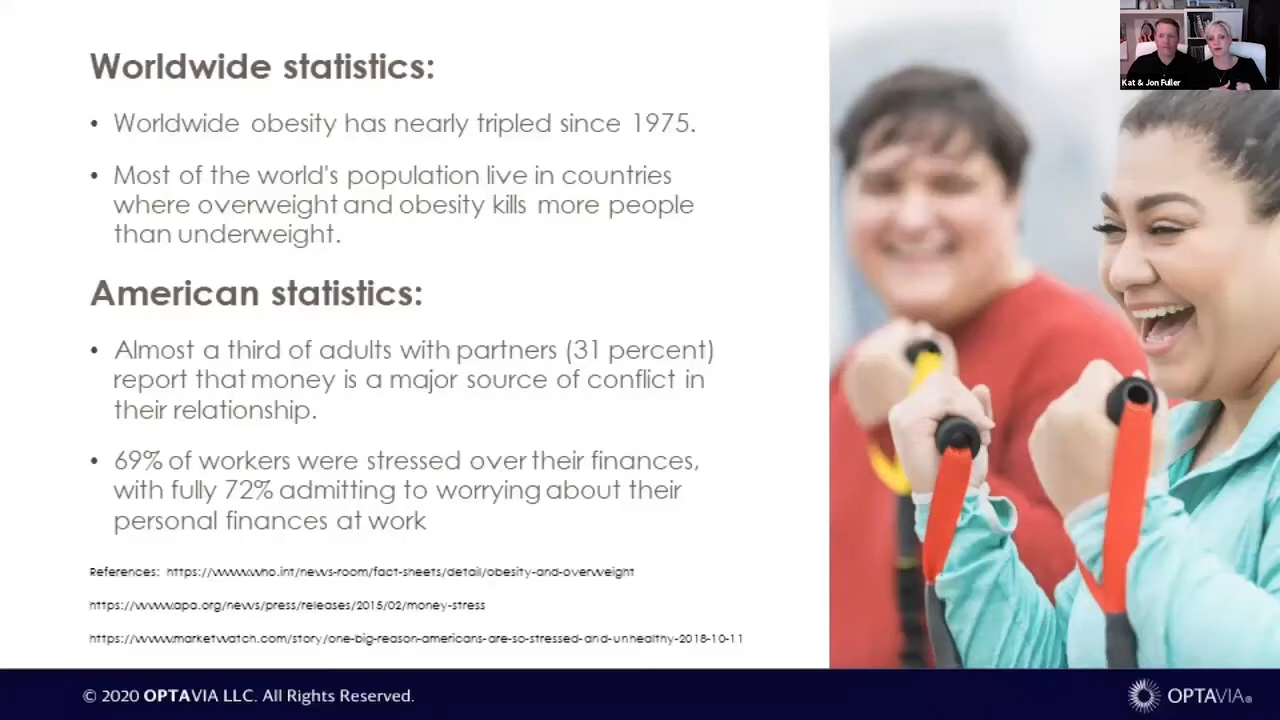 Worldwide statistics:
• Worldwide obesity has nearly tripled since 1975.
• Most of the world's population live in countries
where overweight and obesity kills more people
than underweight.
American statistics:
• Almost a third of adults with partners (31 percent)
report that money is a major source of conflict in
their relationship.
• 69% of workers were stressed over their finances,
with fully 72% admitting to worrying about their
personal finances at work
References: https://www.who.int/news-room/fact-sheets/detail/obesity-and-overweight
https://www.apa.org/news/press/releases/2015/02/money-stress
https://www.marketwatch.com/story/one-big-reason-americans-are-so-stressed-and-unhealthy-2018-10-11
© 2020 OPTAVIA LLC. All Rights Reserved.
OPTAVIA®
Kat & Jon Fuller